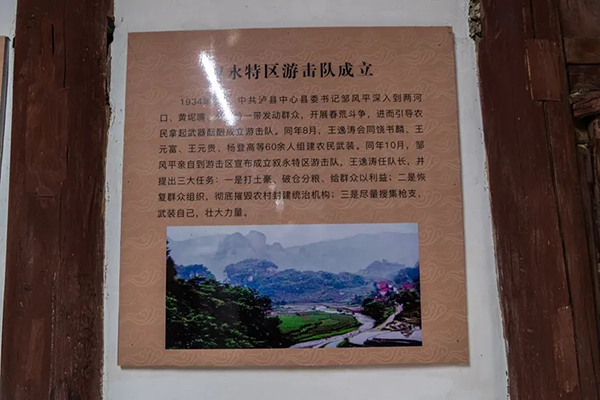 永特区游击队成立
1934年 中共泸县中心县委书记邹风平深入到两河
口、黄坭嘴 一带发动群众，开展春荒斗争，进而引导农
民拿起武器酝酿成立游击队。同年8月，王逸涛会同饶书麟、王
元富、王元贵、杨登高等60余人组建农民武装。同年10月，邹
风平亲自到游击区宣布成立叙永特区游击队，王逸涛任队长，并
提出三大任务：一是打土豪、破仓分粮、给群众以利益；二是恢
复群众组织，彻底摧毁农村封建统治机构；三是尽量搜集枪支，
武装自己，壮大力量。